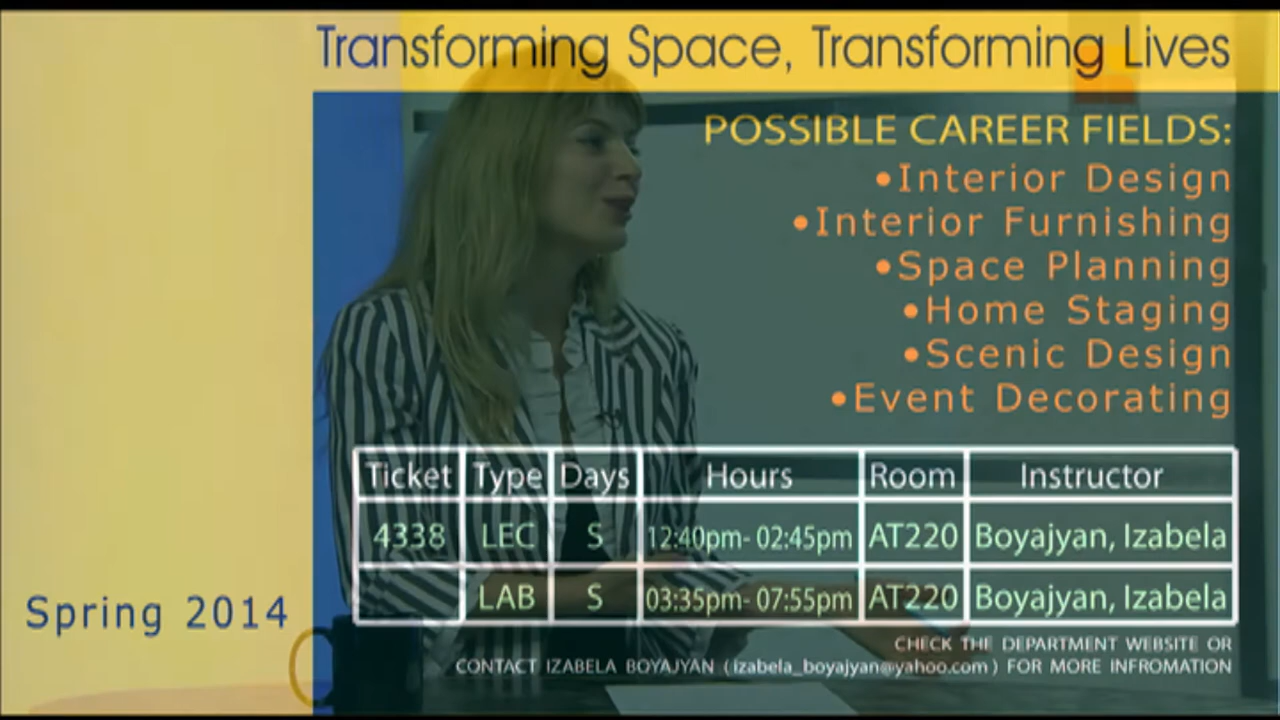 Transforming Space, Transforming Lives
POSSIBLE CAREER FIELDS:
•Interior Design
•Interior Furnishing
•Space Planning
•Home Staging
•Scenic Design
•Event Decorating
Ticket Type Days Hours Room Instructor
4338 LEC S 12:40pm- 02:45pm AT220 Boyajyan, Izabela
LAB S 03:35pm- 07:55pm AT220 Boyajyan, Izabela
Spring 2014
CHECK THE DEPARTMENT WEBSITE OR
CONTACT IZABELA BOYAJYAN (izabela_boyajyan@yahoo.com) FOR MORE INFROMATION